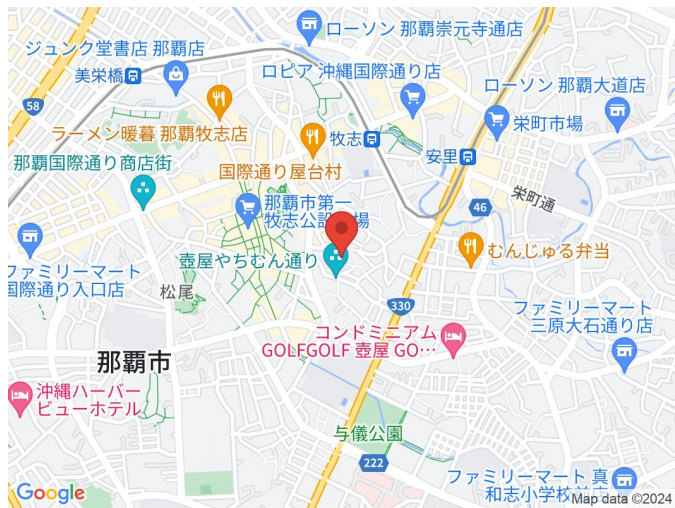 ローソン 那覇崇元寺通店
ジュンク堂書店 那覇店
美栄橋
ロピア 沖縄国際通り店
ローソン 那覇大道店
58
ラーメン暖暮 那覇牧志店
牧志
栄町市場
安里
那覇国際通り商店街
国際通り屋台村
栄町通
那覇市第一
牧志公設市場
46
むんじゅる弁当
壺屋やちむん通り
ファミリーマート
国際通り入口店
松尾
330
ファミリーマート
三原大石通り店
コンドミニアム
GOLFGOLF 壺屋 GO…
那覇市
沖縄ハーバー
ビューホテル
与儀公園
222
ファミリーマート 真
和志小学校前店
Google
Map data ©2024